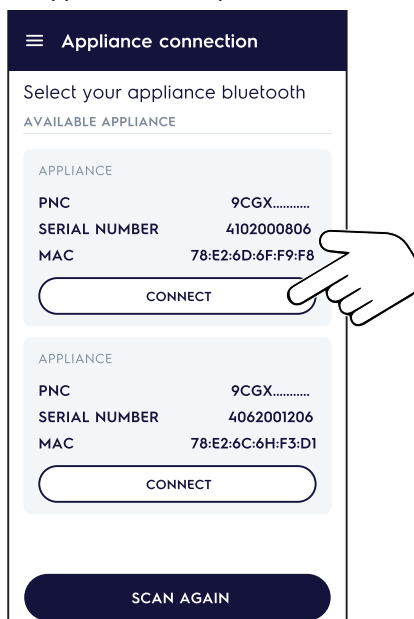 Appliance connection
Select your appliance bluetooth
AVAILABLE APPLIANCE
APPLIANCE
PNC 9CGX...........
SERIAL NUMBER 4102000806
MAC 78:E2:6D:6F:F9:F8
CONNECT
APPLIANCE
PNC 9CGX...........
SERIAL NUMBER 4062001206
MAC 78:E2:6C:6H:F3:D1
CONNECT
SCAN AGAIN